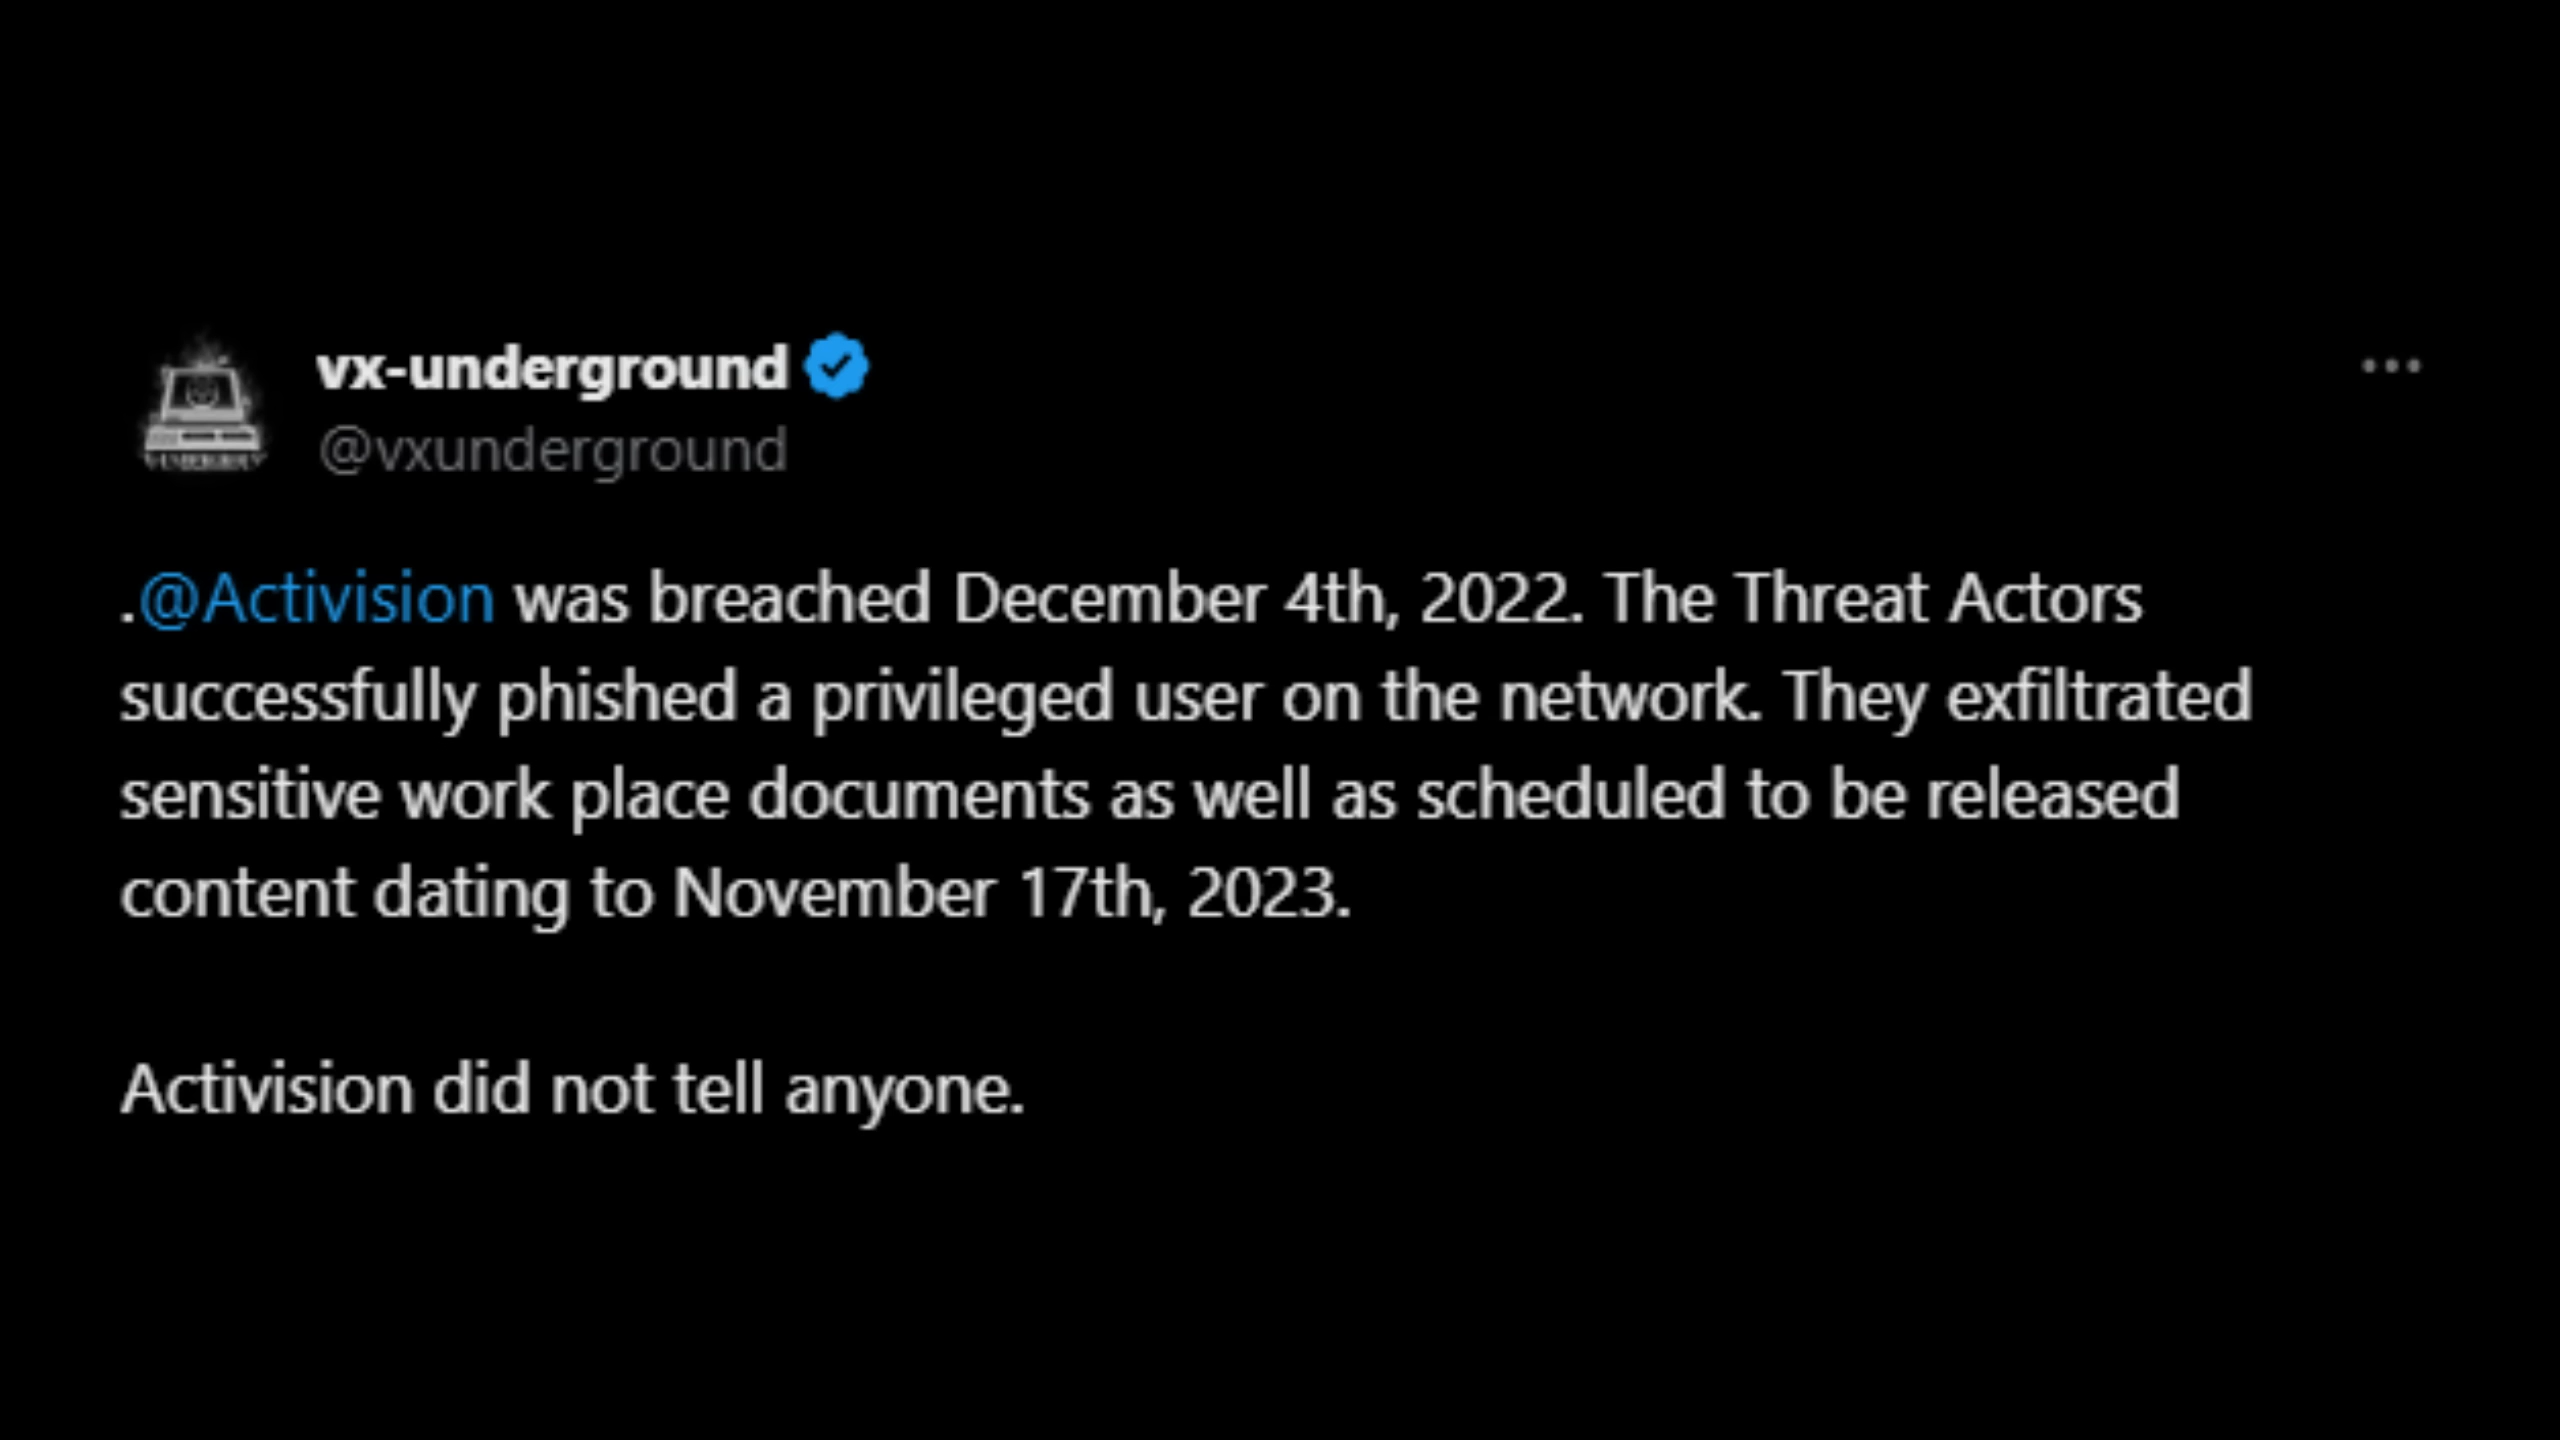 vx-underground
@vxunderground
.@Activision was breached December 4th, 2022. The Threat Actors
successfully phished a privileged user on the network. They exfiltrated
sensitive work place documents as well as scheduled to be released
content dating to November 17th, 2023.
Activision did not tell anyone.